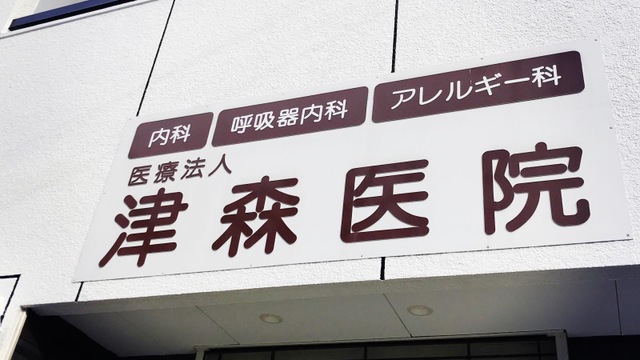 内科 呼吸器内科 アレルギー科
医療法人
津森医院